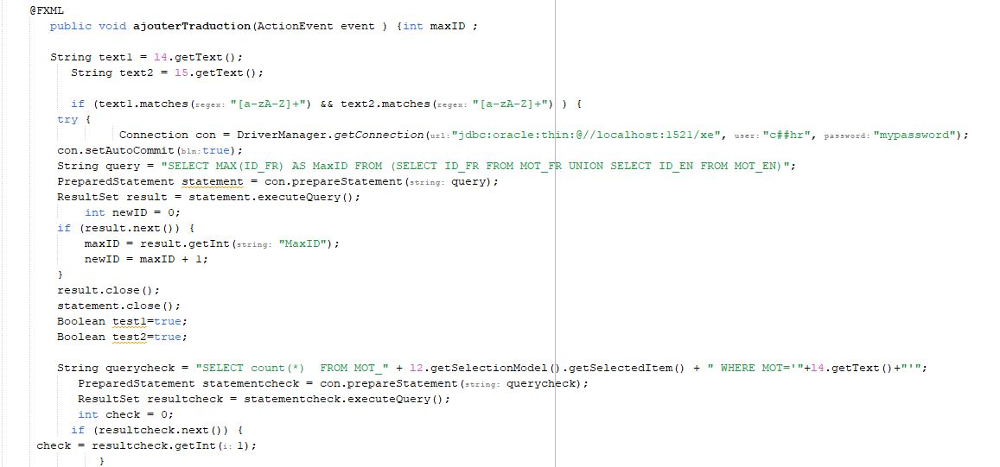 @FXML
public void ajouterTraduction(ActionEvent event ) {int maxID ;
String text1 = l4.getText();
String text2 = l5.getText();
if (text1.matches(regex: "[a-zA-Z]+") && text2.matches(regex: "[a-zA-Z]+") ) {
try {
Connection con = DriverManager.getConnection(url:"jdbc:oracle:thin:@//localhost:1521/xe", user:"c##hr", password:"mypassword");
con.setAutoCommit(bln:true);
String query = "SELECT MAX(ID_FR) AS MaxID FROM (SELECT ID_FR FROM MOT_FR UNION SELECT ID_EN FROM MOT_EN)";
PreparedStatement statement = con.prepareStatement(string: query);
ResultSet result = statement.executeQuery();
int newID = 0;
if (result.next()) {
maxID = result.getInt(string: "MaxID");
newID = maxID + 1;
}
result.close();
statement.close();
Boolean test1=true;
Boolean test2=true;
String querycheck = "SELECT count(*)  FROM MOT_" + l2.getSelectionModel().getSelectedItem() + " WHERE MOT='"+l4.getText()+"'";
PreparedStatement statementcheck = con.prepareStatement(string: querycheck);
ResultSet resultcheck = statementcheck.executeQuery();
int check = 0;
if (resultcheck.next()) {
check = resultcheck.getInt(i: 1);
}